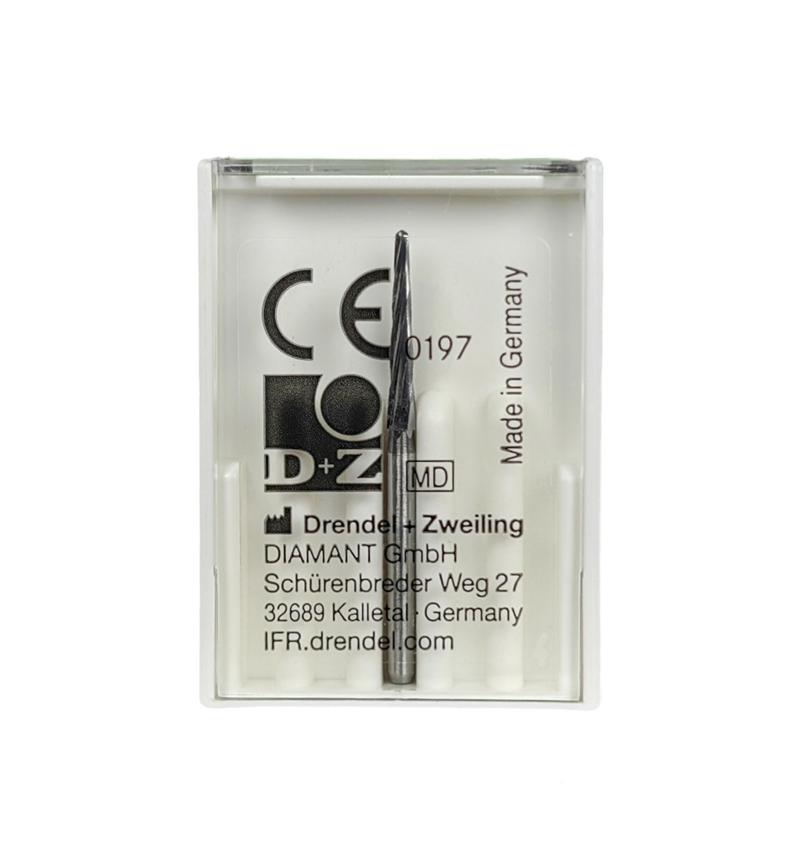 CE
0197
Made in Germany
D+Z
MD
Drendel + Zweiling
DIAMANT GmbH
Schürenbreder Weg 27
32689 Kalletal · Germany
IFR.drendel.com